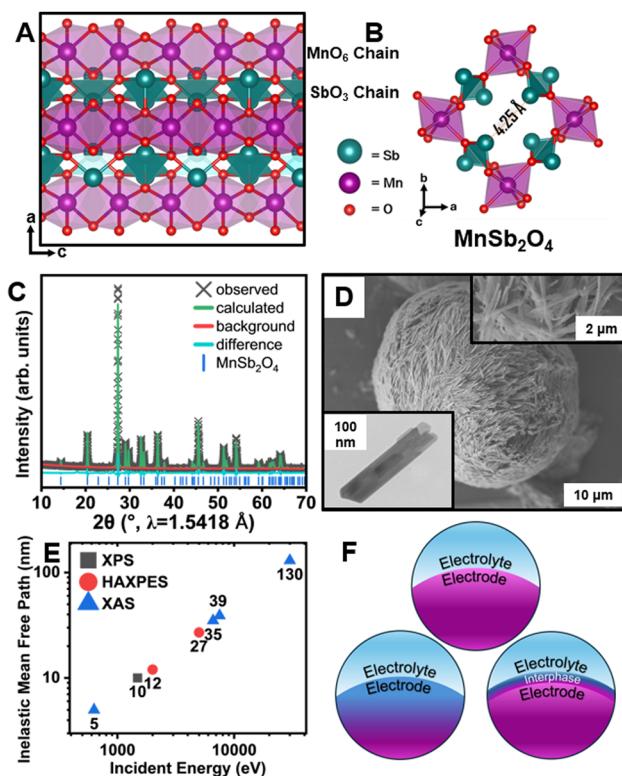 A
a
c
MnO₆ Chain
SbO₃ Chain
B
4.25 Å
= Sb
= Mn
= O
b
a
c
MnSb₂O₄
C
observed
calculated
background
difference
MnSb₂O₄
Intensity (arb. units)
10 20 30 40 50 60 70
2θ (°, λ=1.5418 Å)
D
2 μm
100
nm
10 μm
E
XPS
HAXPES
XAS
Inelastic Mean Free Path (nm)
100
10
130
39
35
27
12
10
5
1000 10000
Incident Energy (eV)
F
Electrolyte
Electrode
Electrolyte
Electrode
Electrolyte
Interphase
Electrode